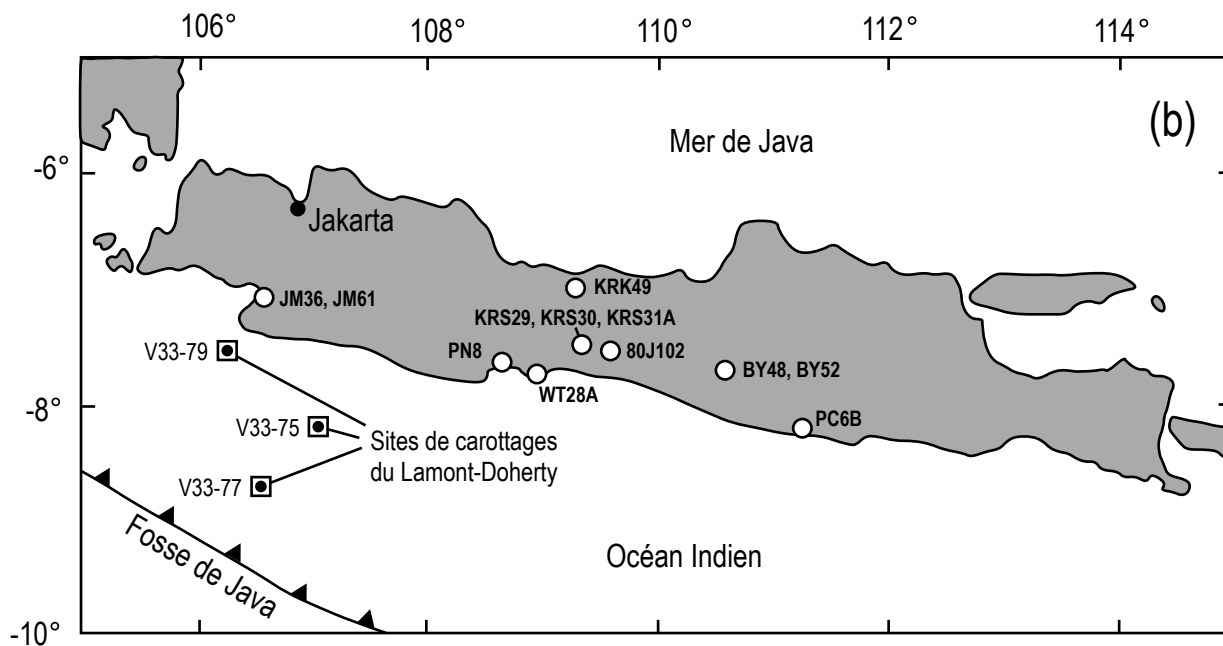 106° 108° 110° 112° 114°
(b)
Mer de Java
-6°
Jakarta
KRK49
JM36, JM61
KRS29, KRS30, KRS31A
V33-79
PN8
80J102
BY48, BY52
WT28A
-8°
PC6B
V33-75
Sites de carottages
du Lamont-Doherty
V33-77
Fosse de Java
Océan Indien
-10°